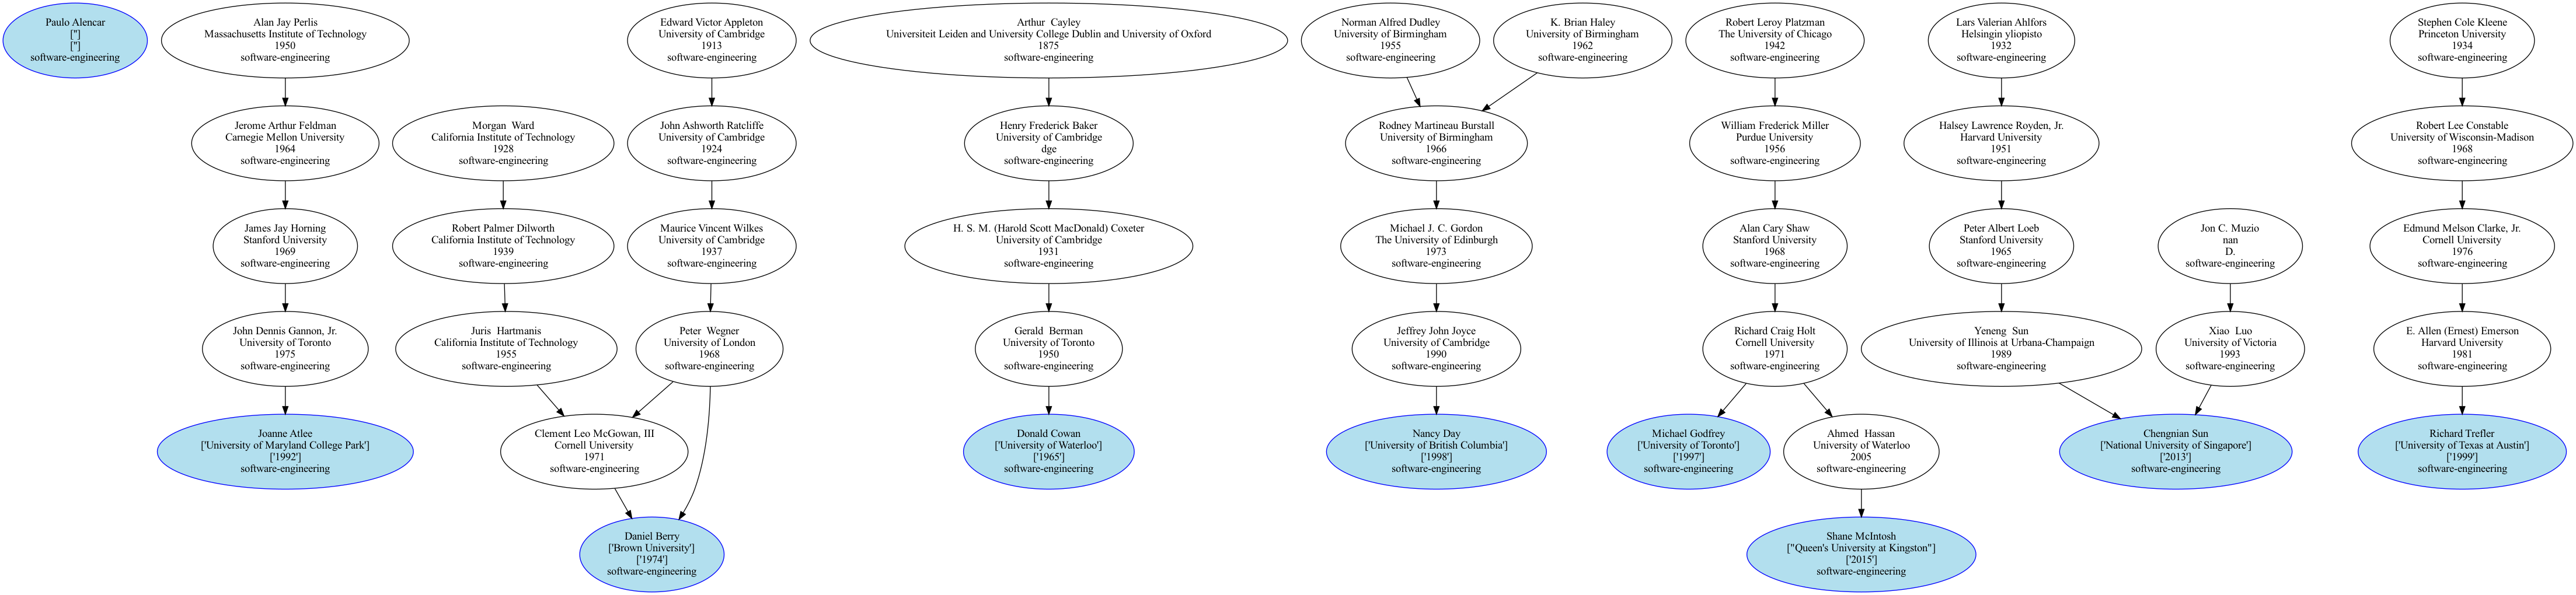 Paulo Alencar
['']
['']
software-engineering
Alan Jay Perlis
Massachusetts Institute of Technology
1950
software-engineering
Edward Victor Appleton
University of Cambridge
1913
software-engineering
Arthur  Cayley
Universiteit Leiden and University College Dublin and University of Oxford
1875
software-engineering
Norman Alfred Dudley
University of Birmingham
1955
software-engineering
K. Brian Haley
University of Birmingham
1962
software-engineering
Robert Leroy Platzman
The University of Chicago
1942
software-engineering
Lars Valerian Ahlfors
Helsingin yliopisto
1932
software-engineering
Stephen Cole Kleene
Princeton University
1934
software-engineering
Jerome Arthur Feldman
Carnegie Mellon University
1964
software-engineering
Morgan  Ward
California Institute of Technology
1928
software-engineering
John Ashworth Ratcliffe
University of Cambridge
1924
software-engineering
Henry Frederick Baker
University of Cambridge
dge
software-engineering
Rodney Martineau Burstall
University of Birmingham
1966
software-engineering
William Frederick Miller
Purdue University
1956
software-engineering
Halsey Lawrence Royden, Jr.
Harvard University
1951
software-engineering
Robert Lee Constable
University of Wisconsin-Madison
1968
software-engineering
James Jay Horning
Stanford University
1969
software-engineering
Robert Palmer Dilworth
California Institute of Technology
1939
software-engineering
Maurice Vincent Wilkes
University of Cambridge
1937
software-engineering
H. S. M. (Harold Scott MacDonald) Coxeter
University of Cambridge
1931
software-engineering
Michael J. C. Gordon
The University of Edinburgh
1973
software-engineering
Alan Cary Shaw
Stanford University
1968
software-engineering
Peter Albert Loeb
Stanford University
1965
software-engineering
Jon C. Muzio
nan
D.
software-engineering
Edmund Melson Clarke, Jr.
Cornell University
1976
software-engineering
John Dennis Gannon, Jr.
University of Toronto
1975
software-engineering
Juris  Hartmanis
California Institute of Technology
1955
software-engineering
Peter  Wegner
University of London
1968
software-engineering
Gerald  Berman
University of Toronto
1950
software-engineering
Jeffrey John Joyce
University of Cambridge
1990
software-engineering
Richard Craig Holt
Cornell University
1971
software-engineering
Yeneng  Sun
University of Illinois at Urbana-Champaign
1989
software-engineering
Xiao  Luo
University of Victoria
1993
software-engineering
E. Allen (Ernest) Emerson
Harvard University
1981
software-engineering
Joanne Atlee
['University of Maryland College Park']
['1992']
software-engineering
Clement Leo McGowan, III
Cornell University
1971
software-engineering
Donald Cowan
['University of Waterloo']
['1965']
software-engineering
Nancy Day
['University of British Columbia']
['1998']
software-engineering
Michael Godfrey
['University of Toronto']
['1997']
software-engineering
Ahmed  Hassan
University of Waterloo
2005
software-engineering
Chengnian Sun
['National University of Singapore']
['2013']
software-engineering
Richard Trefler
['University of Texas at Austin']
['1999']
software-engineering
Daniel Berry
['Brown University']
['1974']
software-engineering
Shane McIntosh
["Queen's University at Kingston"]
['2015']
software-engineering